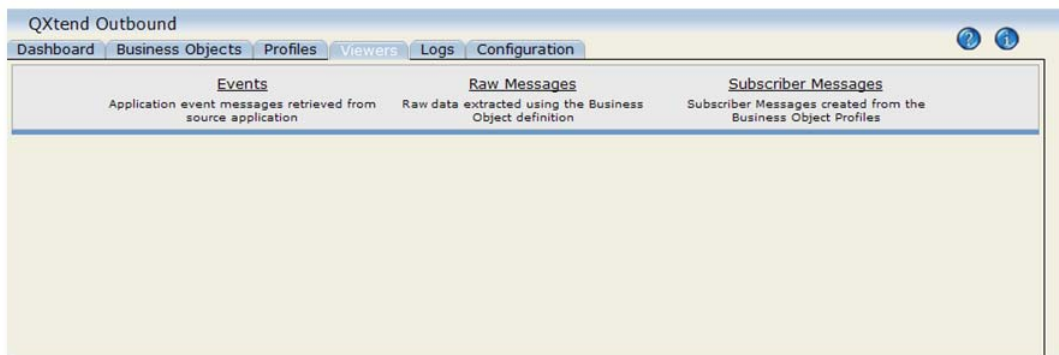 QXtend Outbound
Dashboard Business Objects Profiles Viewers Logs Configuration
Events
Application event messages retrieved from
source application
Raw Messages
Raw data extracted using the Business
Object definition
Subscriber Messages
Subscriber Messages created from the
Business Object Profiles